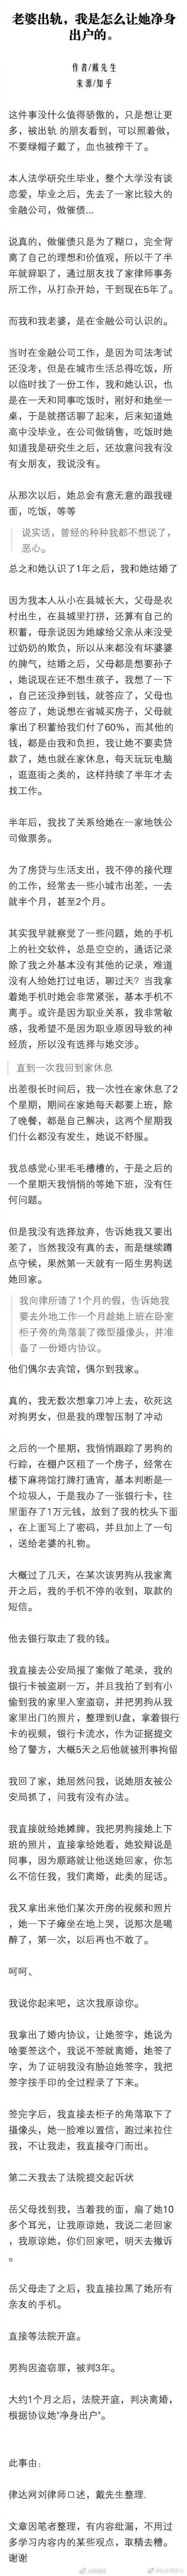 老婆出轨，我是怎么让她净身
出户的。
作者/戴先生
来源/知乎
这件事没什么值得骄傲的，只是想让更
多，被出轨 的朋友看到，可以照着做，
不要绿帽子戴了，血也被榨干了。
本人法学研究生毕业，整个大学没有谈
恋爱，毕业之后，先去了一家比较大的
金融公司，做催债...
说真的，做催债只是为了糊口，完全背
离了自己的理想和价值观，所以干了半
年就辞职了，通过朋友找了家律师事务
所工作，从打杂开始，干到现在5年了。
而我和我老婆，是在金融公司认识的。
当时在金融公司工作，是因为司法考试
还没考，但是在城市生活总得吃饭，所
以临时找了一份工作，我和她认识，也
是在一天和同事吃饭时，刚好和她坐一
桌，于是就搭话聊了起来，后来知道她
高中没毕业，在公司做销售，吃饭时她
知道我是研究生之后，还故意问我有没
有女朋友，我说没有。
从那次以后，她总会有意无意的跟我碰
面，吃饭，等等
说实话，曾经的种种我都不想说了，
恶心。
总之和她认识了1年之后，我和她结婚了
因为我本人从小在县城长大，父母是农
村出生，在县城里打拼，还算有自己的
积蓄，母亲说因为她嫁给父亲从来没受
过奶奶的欺负，所以从来都没有坏婆婆
的脾气，结婚之后，父母都是想要孙子
，她说现在还不想生孩子，我想了一下
，自己还没挣到钱，就答应了，父母也
答应了，她说想在省城买房子，父母就
拿出了积蓄给我们付了60%，而其他的
钱，都是由我和负担，我让她不要卖贷
款了，她也就在家休息，每天玩玩电脑
，逛逛街之类的，这样持续了半年才去
找工作。
半年后，我找了关系给她在一家地铁公
司做票务。
为了房贷与生活支出，我不停的接代理
的工作，经常去一些小城市出差，一去
就半个月，甚至2个月。
其实我早就察觉了一些问题，她的手机
上的社交软件，总是空空的，通话记录
除了我之外基本没有其他的记录，难道
没有人给她打过电话，聊过天？当我拿
着她手机时她会非常紧张，基本手机不
离手。或许是因为职业关系，我非常敏
感，我希望不是因为职业原因导致的神
经质，所以没有选择与她交涉。
直到一次我回到家休息
出差很长时间后，我一次性在家休息了2
个星期，期间在家她每天都要上班，除
了晚餐，都是自己解决，这两个星期我
们什么都没有发生，她说不舒服。
我总感觉心里毛毛糟糟的，于是之后的
一个星期天我悄悄的等她下班，没有任
何问题。
但是我没有选择放弃，告诉她我又要出
差了，当然我没有真的去，而是继续蹲
点守候，果然第一天就有一陌生男狗送
她回家。
我向律所请了1个月的假，告诉她我
要去外地工作一个月趁她上班在卧室
柜子旁的角落装了微型摄像头，并准
备了一份婚内协议。
他们偶尔去宾馆，偶尔到我家。
真的，我无数次想拿刀冲上去，砍死这
对狗男女，但是我的理智压制了冲动
之后的一个星期，我悄悄跟踪了男狗的
行踪，在棚户区租了一个房子，经常在
楼下麻将馆打牌打通宵，基本判断是一
个垃圾人，于是我办了一张银行卡，往
里面存了1万元钱，放到了我的枕头下面
，在上面写上了密码，并且加上了一句
，送给老婆的礼物。
大概过了几天，在某次该男狗从我家离
开之后，我的手机不停的收到，取款的
短信。
他去银行取走了我的钱。
我直接去公安局报了案做了笔录，我的
银行卡被盗刷一万，并且我拍了到有小
偷到我的家里入室盗窃，并把男狗从我
家里出门的照片，整理到U盘，拿着银行
卡的视频，银行卡流水，作为证据提交
给了警方，大概5天之后他就被刑事拘留
我回了家，她居然问我，说她朋友被公
安局抓了，问我有没有办法。
我直接就给她摊牌，我把男狗接她上下
班的照片，直接拿给她看，她狡辩说是
同事，因为顺路就让他送她回家，你怎
么不信任我，我们离婚，此类的屁话。
我又拿出来他们某次开房的视频和照片
，她一下子瘫坐在地上哭，说那次是喝
醉了，第一次，以后再也不敢了。
呵呵、
我说你起来吧，这次我原谅你。
我拿出了婚内协议，让她签字，她说为
啥要签这个，我说不签就离婚，她签了
字，为了证明我没有胁迫她签字，我把
签字按手印的全过程录了下来。
签完字后，我直接去柜子的角落取下了
摄像头，她一脸难以置信，跑过来拉住
我，不让我走，我直接夺门而出。
第二天我去了法院提交起诉状
岳父母找到我，当着我的面，扇了她10
多个耳光，让我原谅她，我说二老回家
，我原谅她，你们回家吧，明天去撤诉
。
岳父母走了之后，我直接拉黑了她所有
亲友的手机。
直接等法院开庭。
男狗因盗窃罪，被判3年。
大约1个月之后，法院开庭，判决离婚，
根据协议她"净身出户"。
此事由：
律达网刘律师口述，戴先生整理.
文章因笔者整理，有内容纰漏，不用过
多学习内容内的某些观点，取精去糟。
谢谢